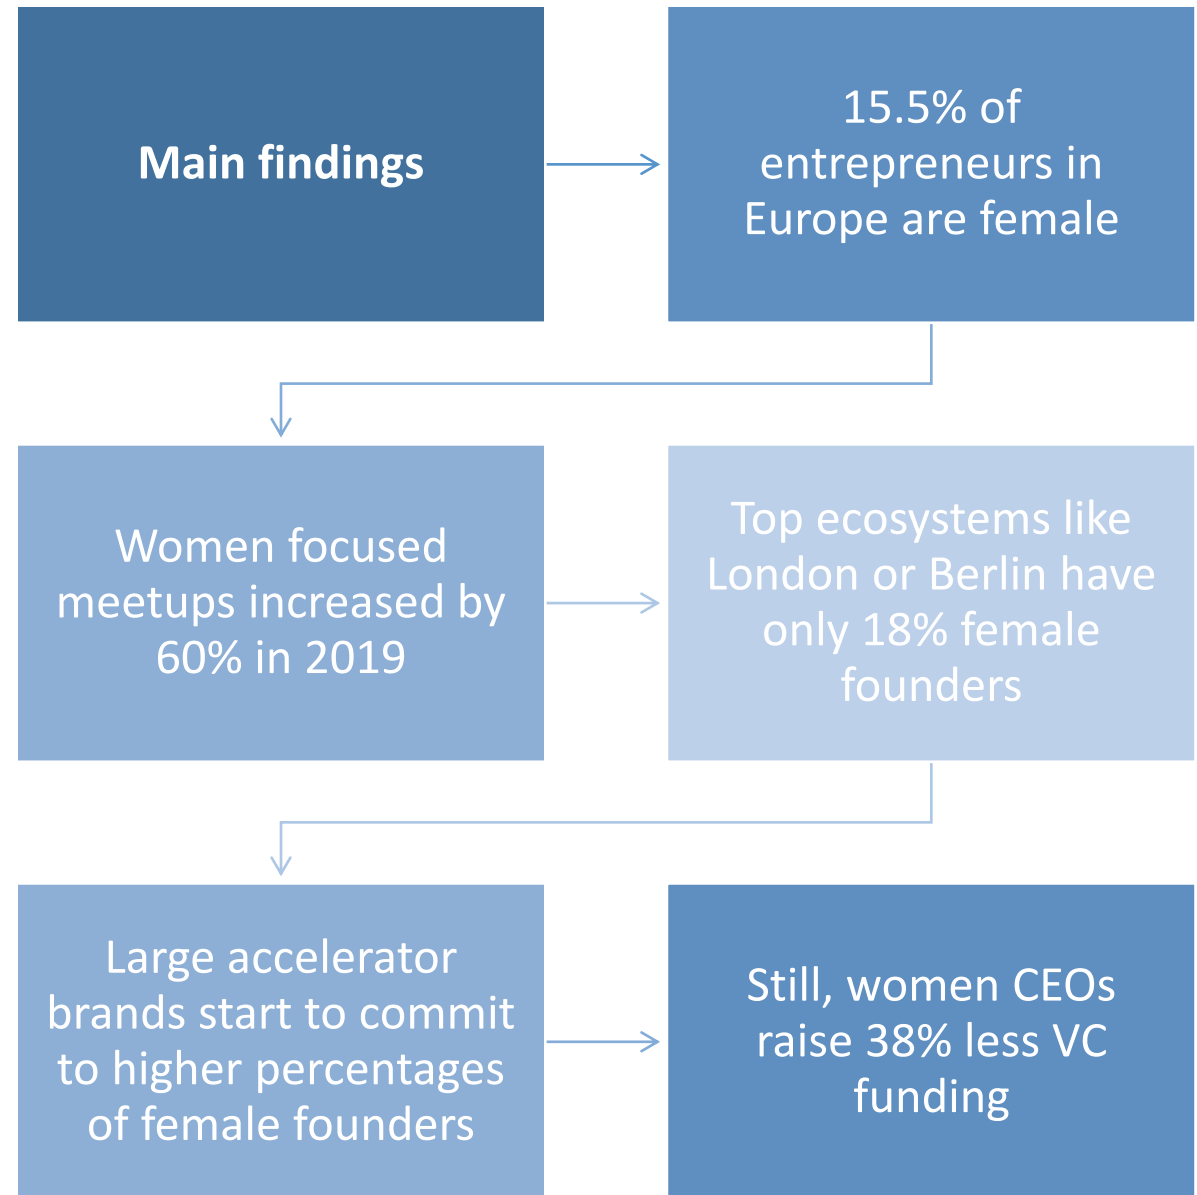 Main findings
15.5% of
entrepreneurs in
Europe are female
Women focused
meetups increased by
60% in 2019
Top ecosystems like
London or Berlin have
only 18% female
founders
Large accelerator
brands start to commit
to higher percentages
of female founders
Still, women CEOs
raise 38% less VC
funding